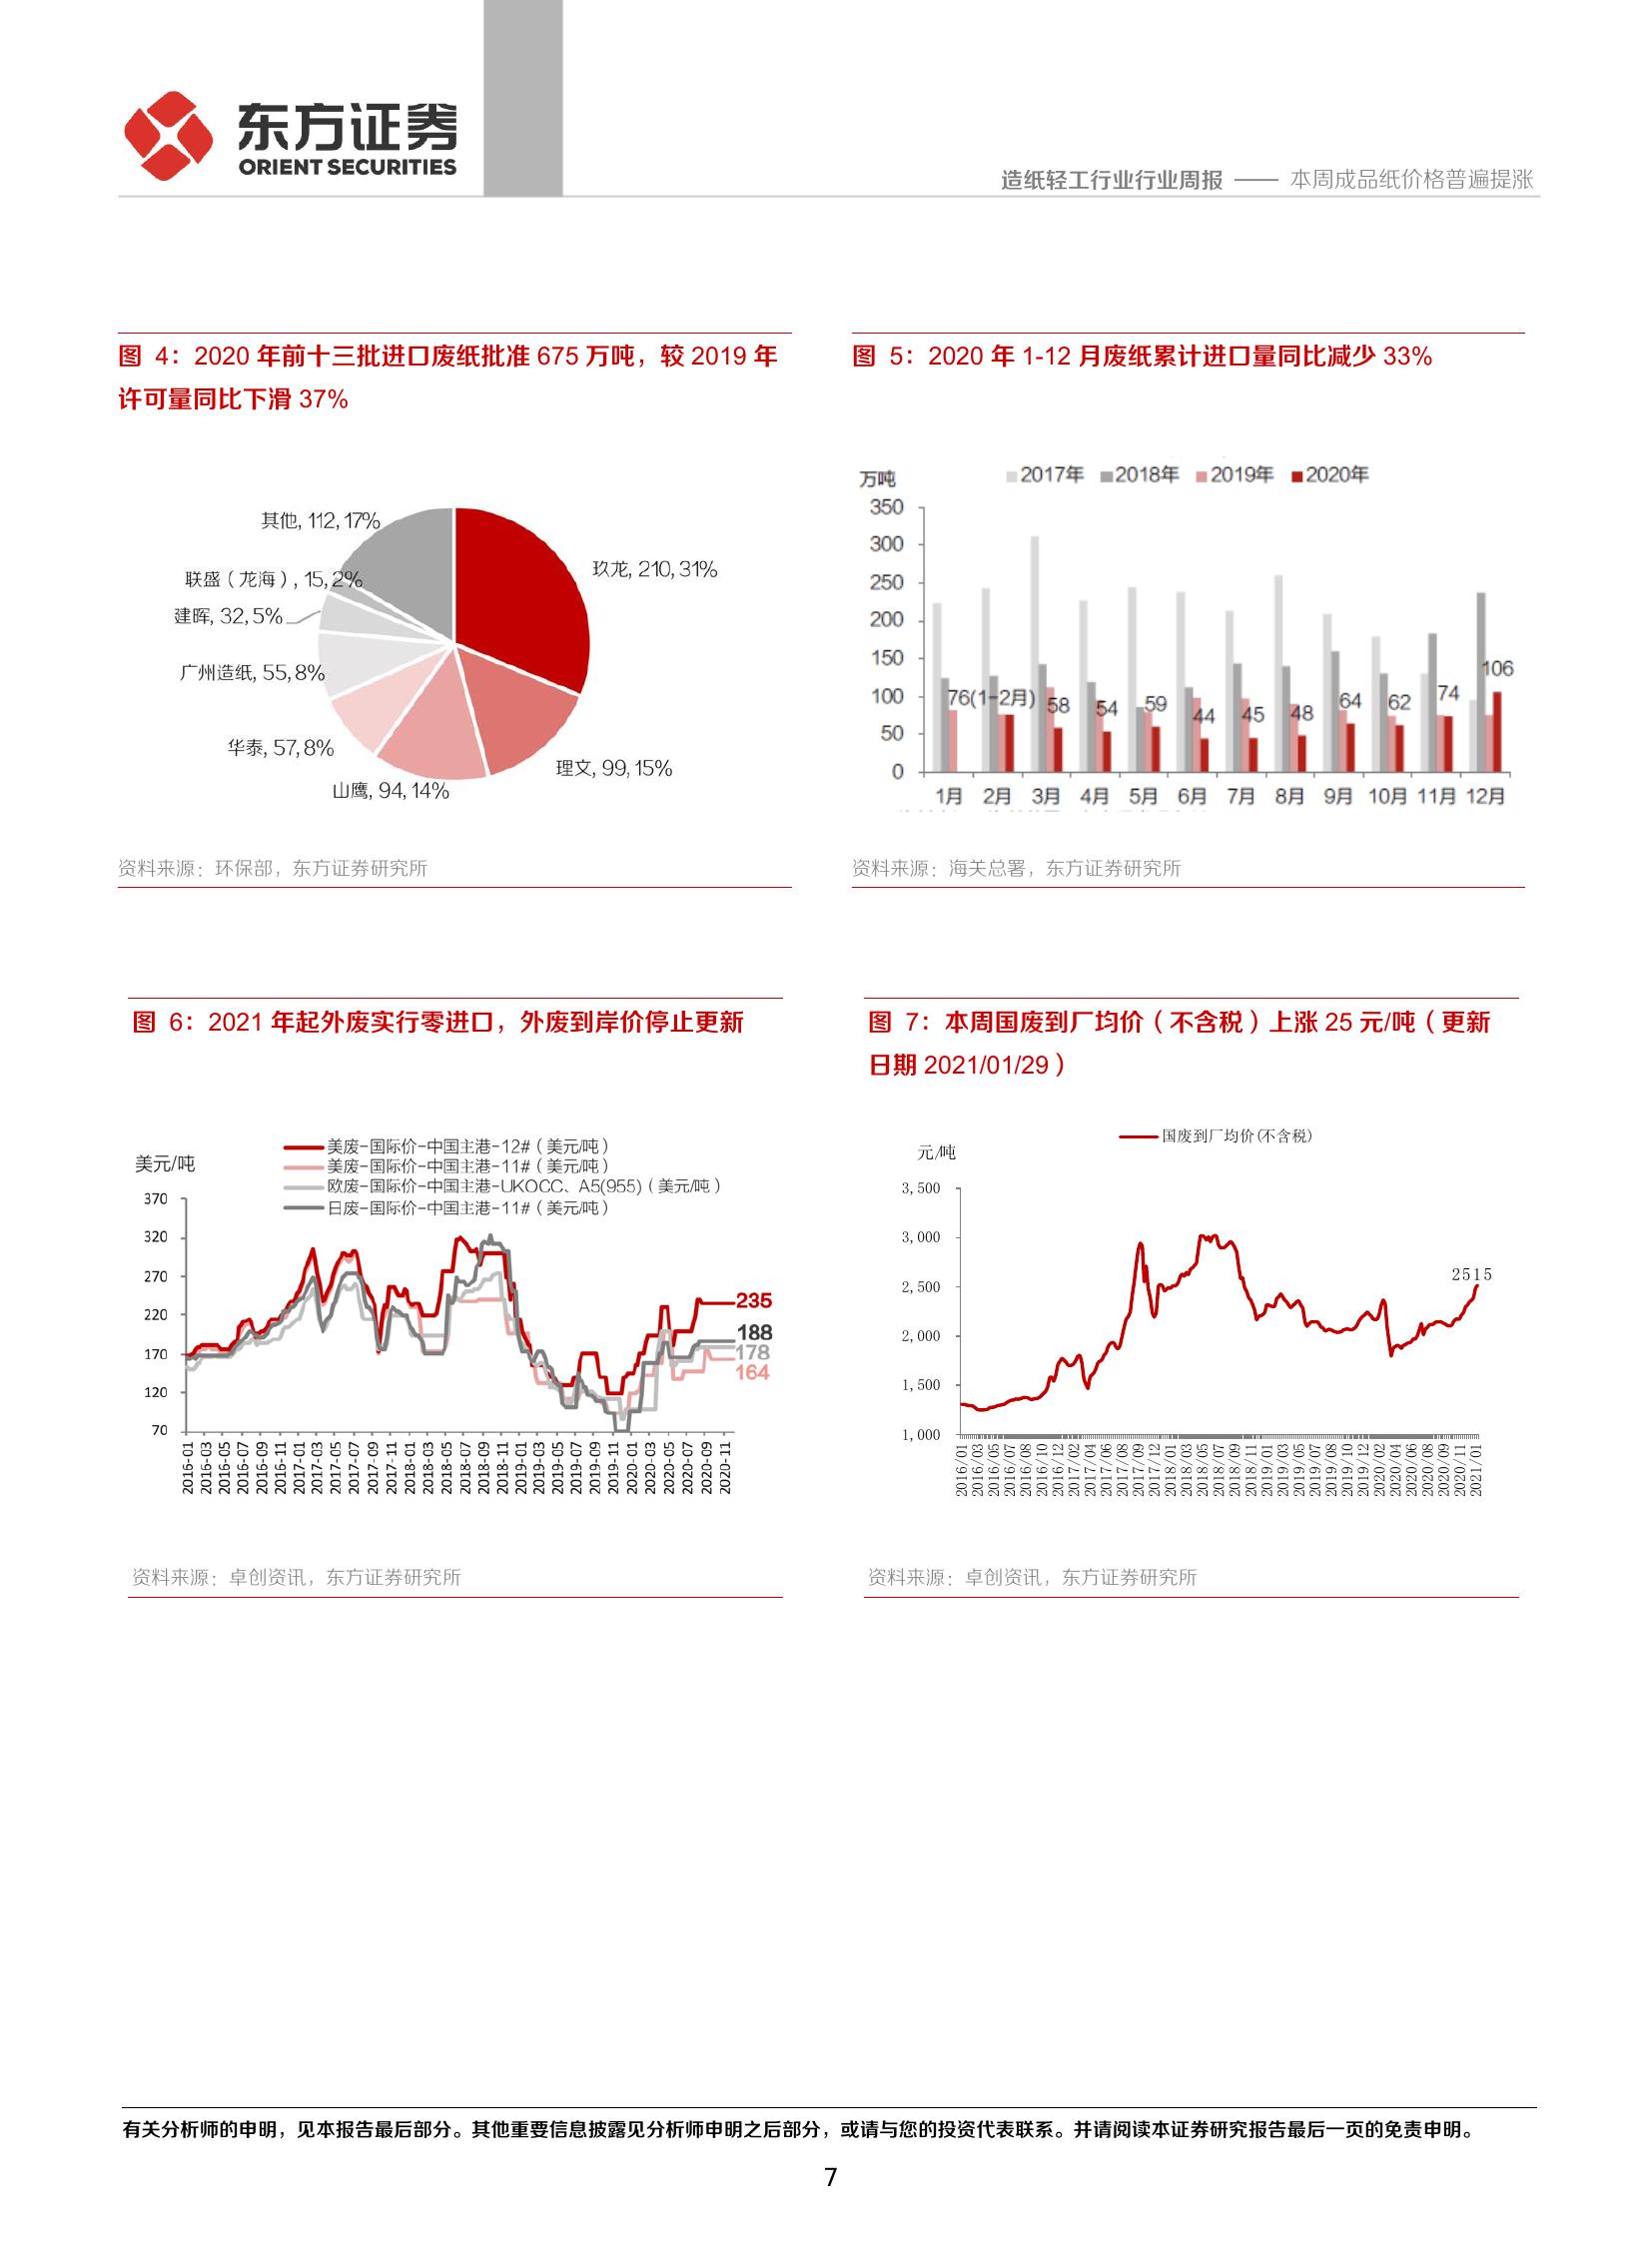 东方证券
ORIENT SECURITIES
造纸轻工行业行业周报 —— 本周成品纸价格普遍提涨
图 4：2020 年前十三批进口废纸批准 675 万吨，较 2019 年
许可量同比下滑 37%
其他, 112, 17%
玖龙, 210, 31%
联盛（龙海）, 15, 2%
建晖, 32, 5%
广州造纸, 55, 8%
华泰, 57, 8%
理文, 99, 15%
山鹰, 94, 14%
资料来源：环保部，东方证券研究所
图 5：2020 年 1-12 月废纸累计进口量同比减少 33%
万吨
2017年 2018年 2019年 2020年
350
300
250
200
150
100
50
0
76(1-2月) 58 54 59 44 45 48 64 62 74 106
1月 2月 3月 4月 5月 6月 7月 8月 9月 10月 11月 12月
资料来源：海关总署，东方证券研究所
图 6：2021 年起外废实行零进口，外废到岸价停止更新
美废-国际价-中国主港-12#（美元/吨）
美废-国际价-中国主港-11#（美元/吨）
欧废-国际价-中国主港-UKOCC、A5(955)（美元/吨）
日废-国际价-中国主港-11#（美元/吨）
美元/吨
370
320
270
220
170
120
70
235
188
178
164
2016-01 2016-03 2016-05 2016-07 2016-09 2016-11 2017-01 2017-03 2017-05 2017-07 2017-09 2017-11 2018-01 2018-03 2018-05 2018-07 2018-09 2018-11 2019-01 2019-03 2019-05 2019-07 2019-09 2019-11 2020-01 2020-03 2020-05 2020-07 2020-09 2020-11
资料来源：卓创资讯，东方证券研究所
图 7：本周国废到厂均价（不含税）上涨 25 元/吨（更新
日期 2021/01/29）
国废到厂均价(不含税)
元/吨
3,500
3,000
2,500
2,000
1,500
1,000
2515
2016/01 2016/03 2016/05 2016/07 2016/08 2016/10 2016/12 2017/02 2017/04 2017/06 2017/08 2017/09 2017/12 2018/01 2018/03 2018/05 2018/07 2018/09 2018/11 2019/01 2019/03 2019/05 2019/07 2019/08 2019/10 2019/12 2020/02 2020/04 2020/06 2020/08 2020/09 2020/11 2021/01
资料来源：卓创资讯，东方证券研究所
有关分析师的申明，见本报告最后部分。其他重要信息披露见分析师申明之后部分，或请与您的投资代表联系。并请阅读本证券研究报告最后一页的免责申明。
7